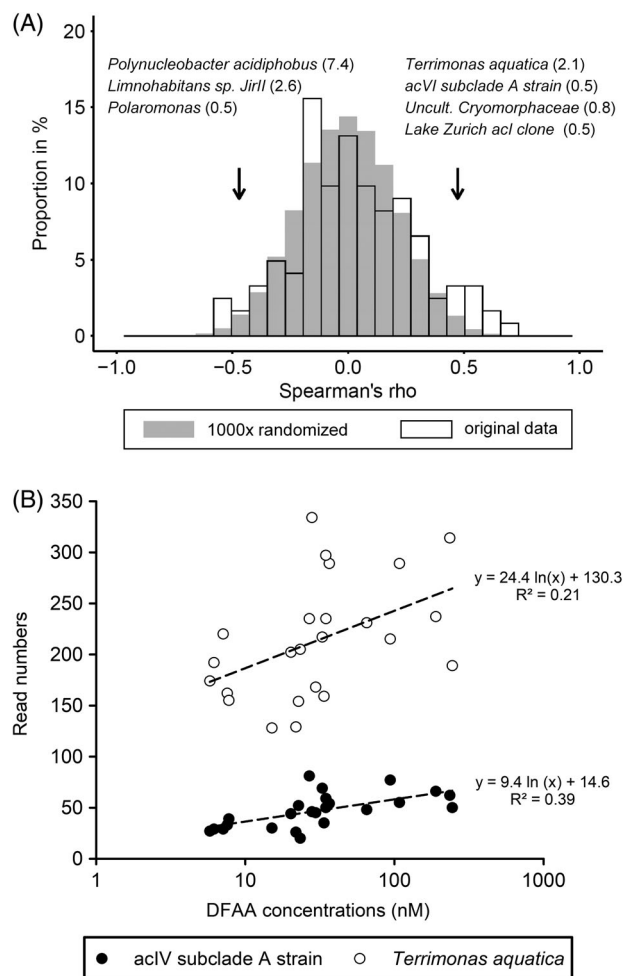 (A)
Proportion in %
20
15
10
5
0
Polynucleobacter acidiphobus (7.4)
Limnohabitans sp. JirII (2.6)
Polaromonas (0.5)
Terrimonas aquatica (2.1)
acVI subclade A strain (0.5)
Uncult. Cryomorphaceae (0.8)
Lake Zurich acI clone (0.5)
−1.0 −0.5 0.0 0.5 1.0
Spearman's rho
1000x randomized original data
(B)
Read numbers
350
300
250
200
150
100
50
0
y = 24.4 ln(x) + 130.3
R² = 0.21
y = 9.4 ln (x) + 14.6
R² = 0.39
1 10 100 1000
DFAA concentrations (nM)
acIV subclade A strain Terrimonas aquatica